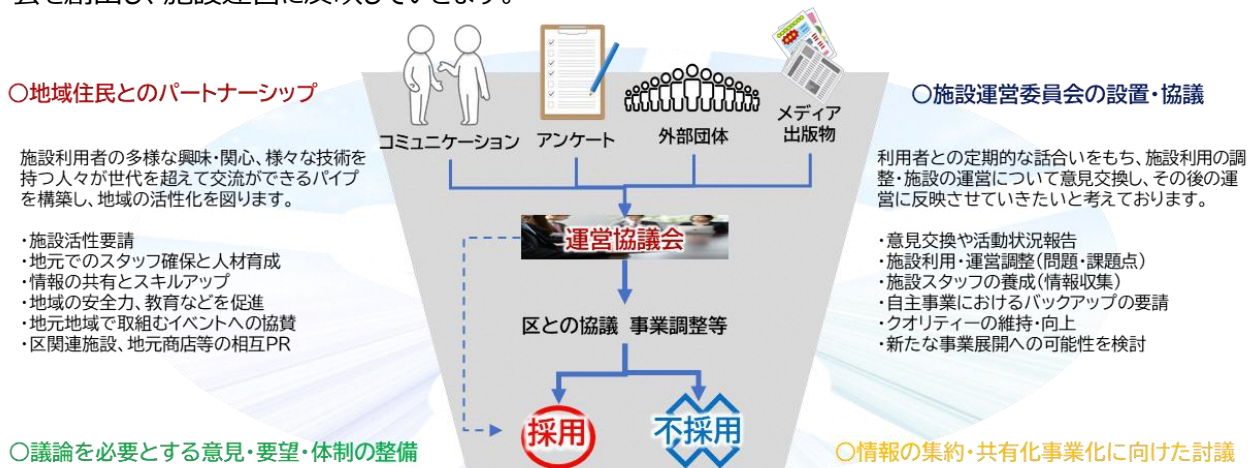 会を創出し、施設運営に反映していきます。
○地域住民とのパートナーシップ
施設利用者の多様な興味・関心、様々な技術を
持つ人々が世代を超えて交流ができるパイプ
を構築し、地域の活性化を図ります。
・施設活性要請
・地元でのスタッフ確保と人材育成
・情報の共有とスキルアップ
・地域の安全力、教育などを促進
・地元地域で取組むイベントへの協賛
・区関連施設、地元商店等の相互PR
○議論を必要とする意見・要望・体制の整備
コミュニケーション
アンケート
外部団体
メディア
出版物
運営協議会
区との協議 事業調整等
採用
不採用
○施設運営委員会の設置・協議
利用者との定期的な話合いをもち、施設利用の調
整・施設の運営について意見交換し、その後の運
営に反映させていきたいと考えております。
・意見交換や活動状況報告
・施設利用・運営調整(問題・課題点)
・施設スタッフの養成(情報収集)
・自主事業におけるバックアップの要請
・クオリティーの維持・向上
・新たな事業展開への可能性を検討
○情報の集約・共有化事業化に向けた討議